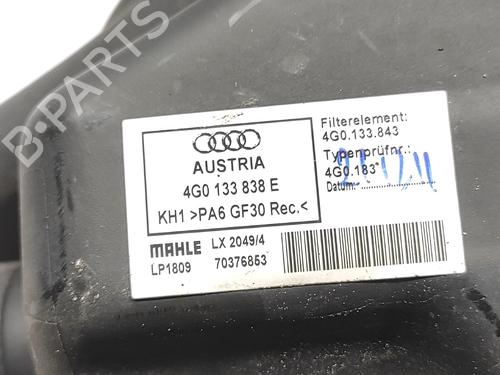 B-PARTS
AUSTRIA
4G0 133 838 E
KH1 >PA6 GF30 Rec.<
MAHLE LX 2049/4
LP1809 70376853
Filterelement:
4G0.133.843
Typenprüfnr.:
4G0.183*
Datum: